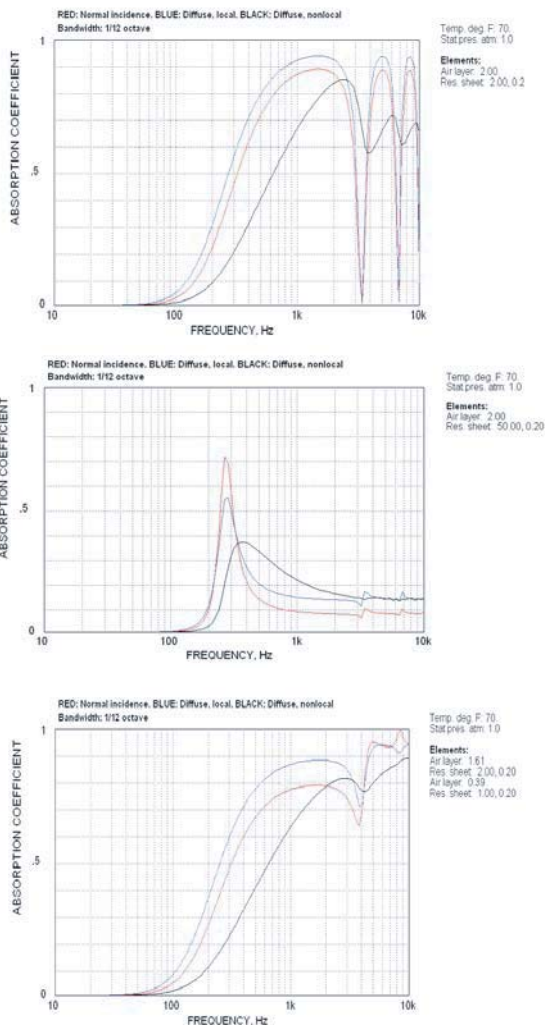 RED: Normal incidence. BLUE: Diffuse, local. BLACK: Diffuse, nonlocal
Bandwidth: 1/12 octave
Temp. deg. F: 70.
Stat.pres. atm: 1.0
Elements:
Air layer: 2.00
Res. sheet: 2.00, 0.2
ABSORPTION COEFFICIENT
1
.5
0
10
100
1k
10k
FREQUENCY, Hz
RED: Normal incidence. BLUE: Diffuse, local. BLACK: Diffuse, nonlocal
Bandwidth: 1/12 octave
Temp. deg. F: 70.
Stat.pres. atm: 1.0
Elements:
Air layer: 2.00
Res. sheet: 50.00, 0.20
ABSORPTION COEFFICIENT
1
.5
0
10
100
1k
10k
FREQUENCY, Hz
RED: Normal incidence. BLUE: Diffuse, local. BLACK: Diffuse, nonlocal
Bandwidth: 1/12 octave
Temp. deg. F: 70.
Stat.pres. atm: 1.0
Elements:
Air layer: 1.61
Res. sheet: 2.00, 0.20
Air layer: 0.39
Res. sheet: 1.00, 0.20
ABSORPTION COEFFICIENT
1
.5
0
10
100
1k
10k
FREQUENCY, Hz